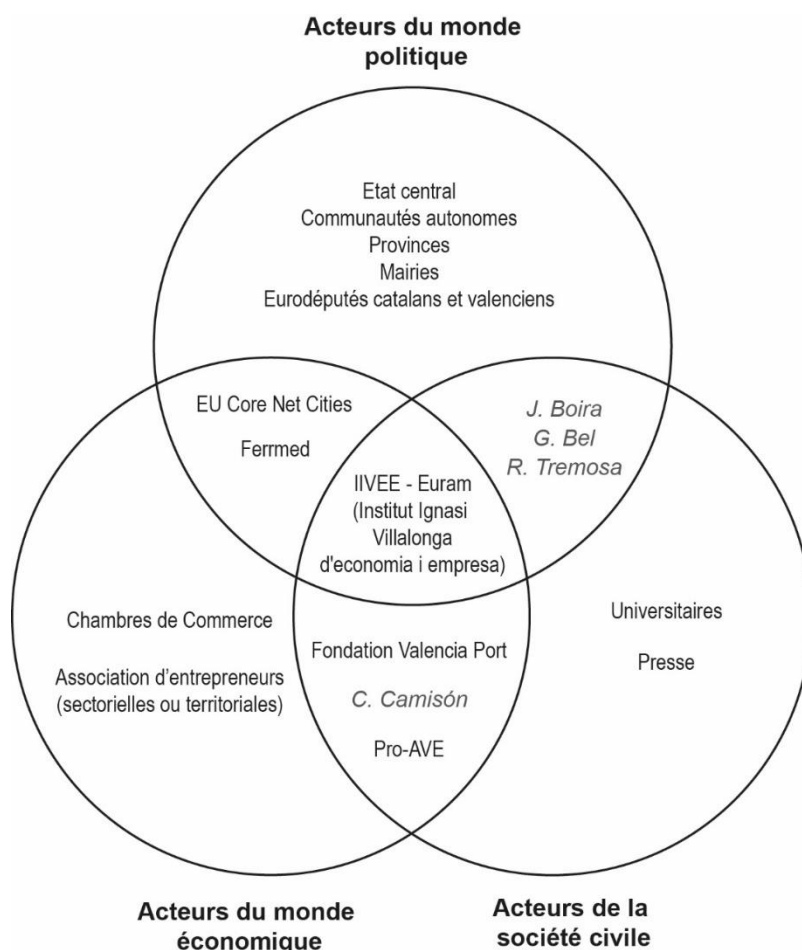 Acteurs du monde
politique
Etat central
Communautés autonomes
Provinces
Mairies
Eurodéputés catalans et valenciens
EU Core Net Cities
Ferrmed
J. Boira
G. Bel
R. Tremosa
IIVEE - Euram
(Institut Ignasi
Villalonga
d'economia i empresa)
Chambres de Commerce
Association d’entrepreneurs
(sectorielles ou territoriales)
Fondation Valencia Port
C. Camisón
Pro-AVE
Universitaires
Presse
Acteurs du monde
économique
Acteurs de la
société civile